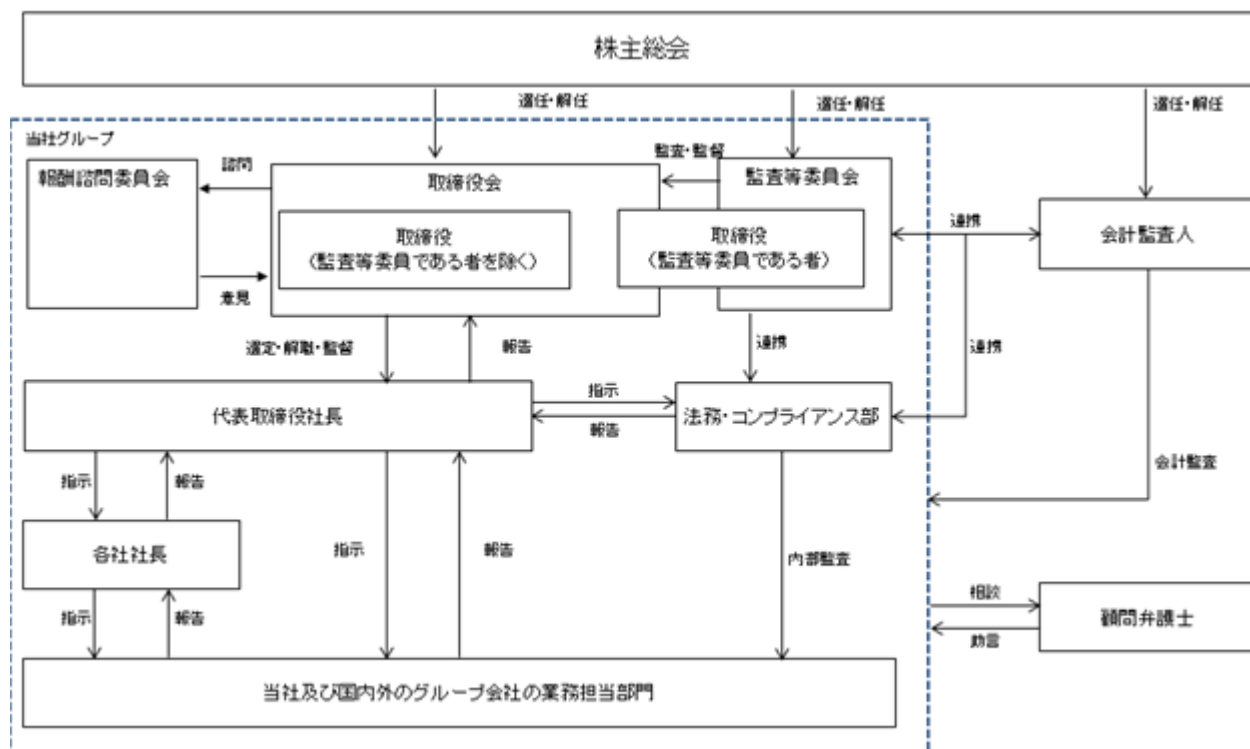 株主総会
選任・解任
選任・解任
選任・解任
当社グループ
監査・監督
報酬諮問委員会
諮問
取締役会
監査等委員会
取締役
（監査等委員である者を除く）
取締役
（監査等委員である者）
連携
会計監査人
意見
選定・解職・監督
報告
連携
連携
代表取締役社長
指示
報告
法務・コンプライアンス部
指示
報告
会計監査
各社社長
指示
報告
内部監査
指示
報告
相談
助言
顧問弁護士
当社及び国内外のグループ会社の業務担当部門